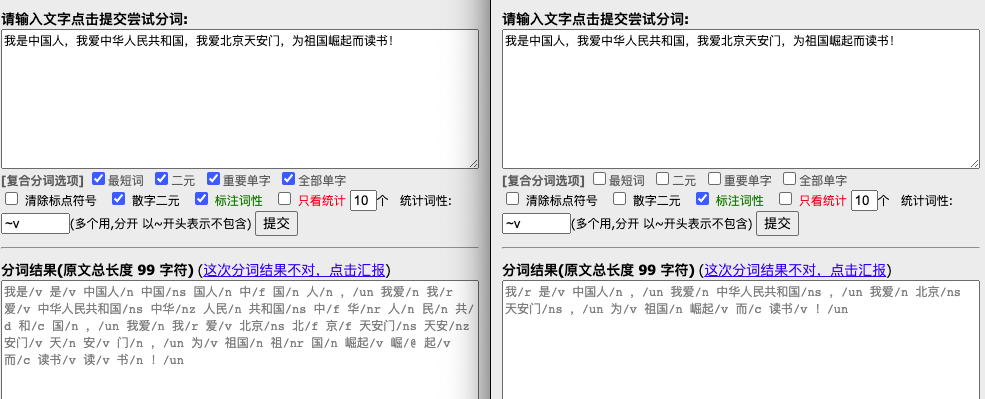 请输入文字点击提交尝试分词:
我是中国人，我爱中华人民共和国，我爱北京天安门，为祖国崛起而读书！
[复合分词选项] 最短词 二元 重要单字 全部单字
清除标点符号 散字二元 标注词性 只看统计 10个 统计词性:
~v(多个用,分开 以~开头表示不包含) 提交
分词结果(原文总长度 99 字符) (这次分词结果不对，点击汇报)
我是/v 是/v 中国人/n 中国/ns 国人/n 中/f 国/n 人/n ，/un 我爱/n 我/r
爱/v 中华人民共和国/ns 中华/nz 人民/n 共和国/ns 中/f 华/nr 人/n 民/n 共/
d 和/c 国/n ，/un 我爱/n 我/r 爱/v 北京/ns 北/f 京/f 天安门/ns 天安/nz
安门/v 天/n 安/v 门/n ，/un 为/v 祖国/n 祖/nr 国/n 崛起/v 崛/@ 起/v
而/c 读书/v 读/v 书/n ！/un
请输入文字点击提交尝试分词:
我是中国人，我爱中华人民共和国，我爱北京天安门，为祖国崛起而读书！
[复合分词选项] 最短词 二元 重要单字 全部单字
清除标点符号 散字二元 标注词性 只看统计 10个 统计词性:
~v(多个用,分开 以~开头表示不包含) 提交
分词结果(原文总长度 99 字符) (这次分词结果不对，点击汇报)
我/r 是/v 中国人/n ，/un 我爱/n 中华人民共和国/ns ，/un 我爱/n 北京/ns
天安门/ns ，/un 为/v 祖国/n 崛起/v 而/c 读书/v ！/un